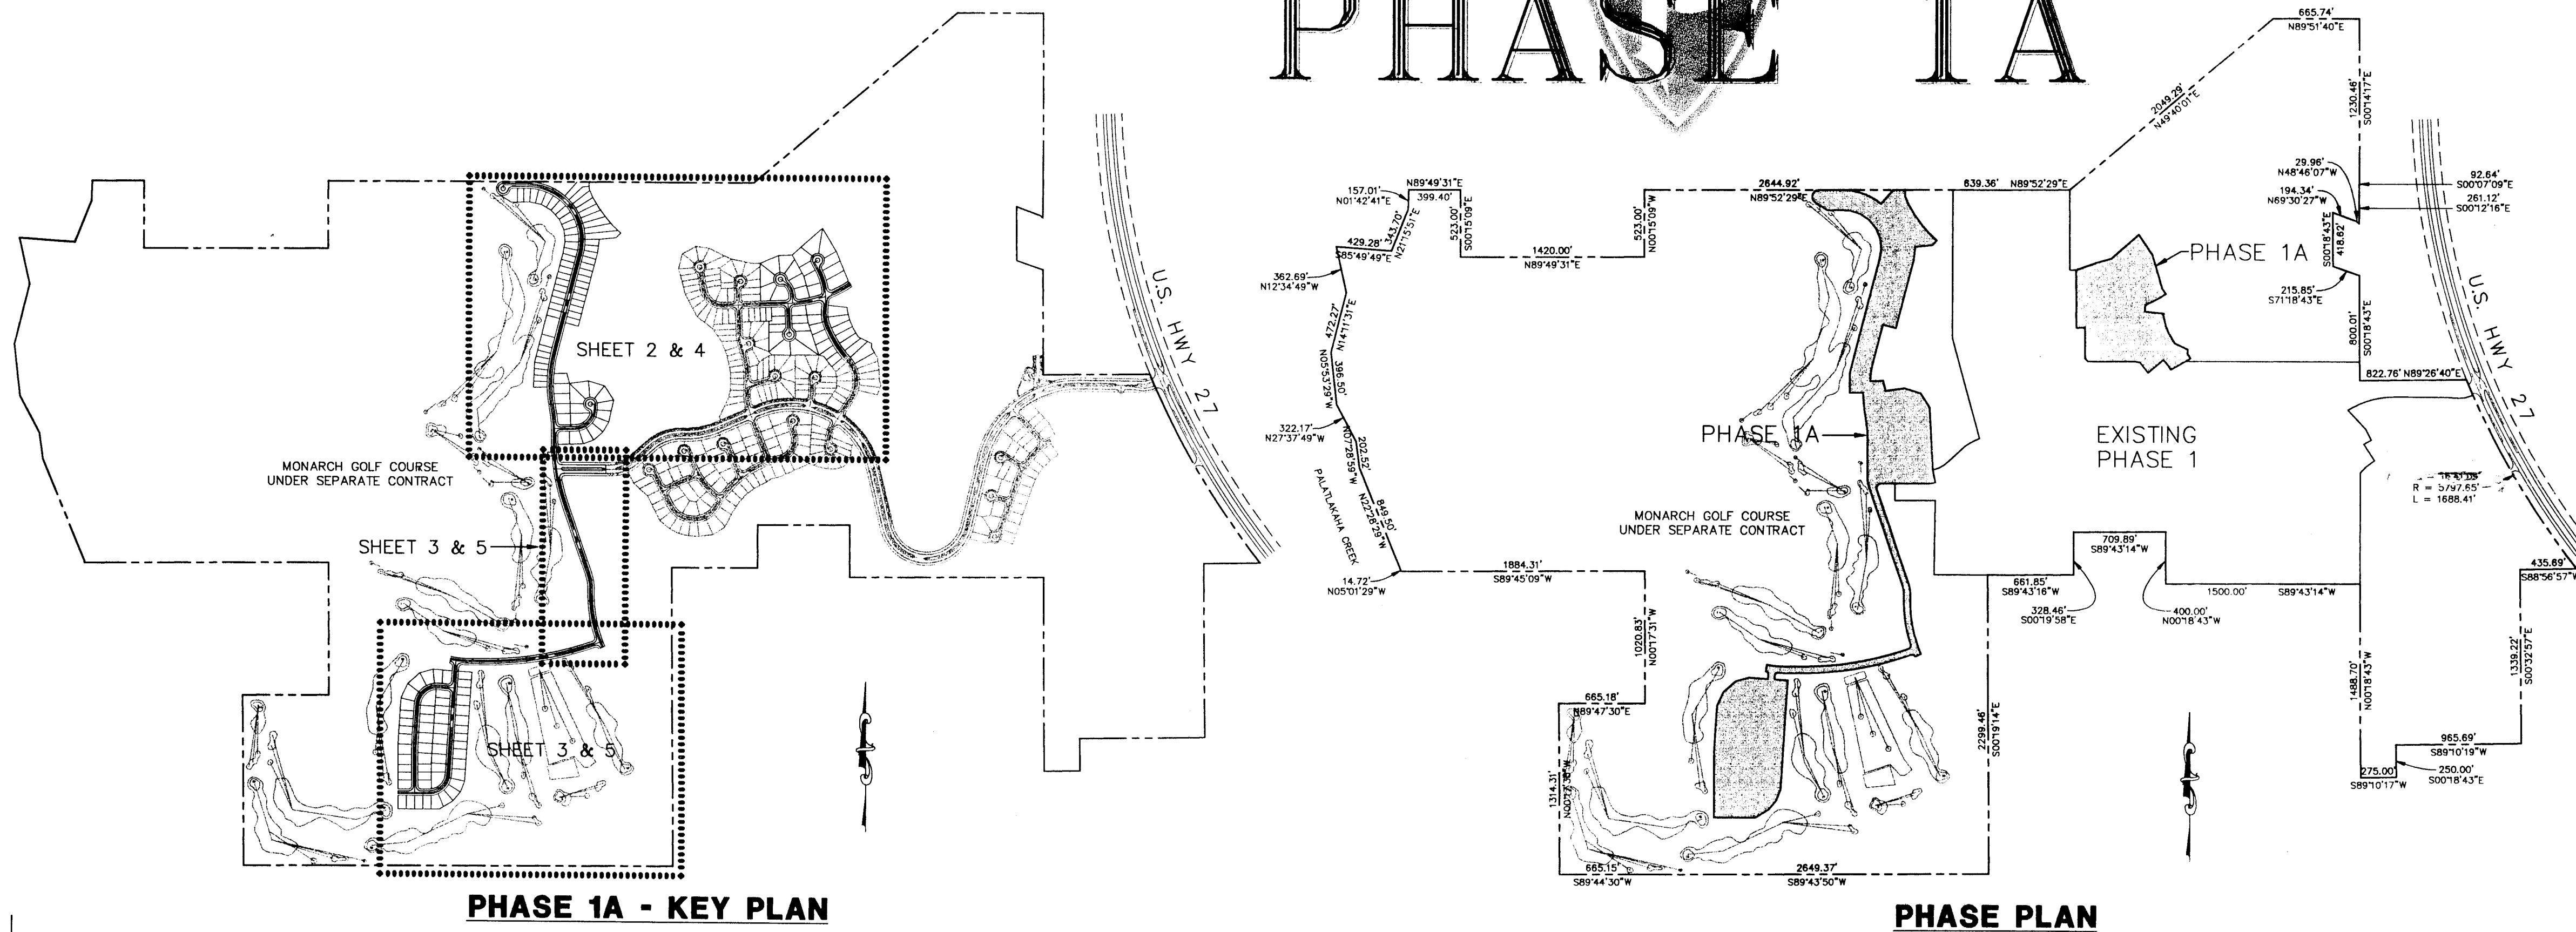 PHASE 1A
SHEET 2 & 4
MONARCH GOLF COURSE
UNDER SEPARATE CONTRACT
SHEET 3 & 5
SHEET 3 & 5
U.S. HWY 27
PHASE 1A - KEY PLAN
665.74'
N89°51'40"E
2049.29'
N49°40'01"E
1230.46'
S00°14'17"E
29.96'
N48°46'07"W
92.64'
S00°07'09"E
194.34'
N69°30'27"W
261.12'
S00°12'16"E
S00°18'43"E
418.62'
215.85'
S71°18'43"E
800.01'
S00°18'43"E
822.76' N89°26'40"E
U.S. HWY 27
157.01'
N01°42'41"E
N89°49'31"E
399.40'
343.70'
N21°15'51"E
523.00'
S00°15'09"E
429.28'
S85°49'49"E
1420.00'
N89°49'31"E
523.00'
N00°15'09"W
2644.92'
N89°52'29"E
839.36' N89°52'29"E
362.69'
N12°34'49"W
472.27'
N14°11'31"E
396.50'
N05°53'29"W
322.17'
N27°37'49"W
202.52'
N07°28'59"W
849.50'
N22°28'29"W
PALATLAKAHA CREEK
14.72'
N05°01'29"W
PHASE 1A
PHASE 1A
EXISTING
PHASE 1
R = 5797.65'
L = 1688.41'
MONARCH GOLF COURSE
UNDER SEPARATE CONTRACT
1884.31'
S89°45'09"W
1020.83'
N00°17'31"W
665.18'
N89°47'30"E
1314.31'
665.15'
S89°44'30"W
2649.37'
S89°43'50"W
2299.46'
S00°19'14"E
661.85'
S89°43'16"W
328.46'
S00°19'58"E
709.89'
S89°43'14"W
400.00'
N00°18'43"W
1500.00' S89°43'14"W
435.89'
S88°56'57"W
1339.22'
S00°32'57"E
1488.70'
N00°18'43"W
965.69'
S89°10'19"W
275.00'
S89°10'17"W
250.00'
S00°18'43"E
PHASE PLAN